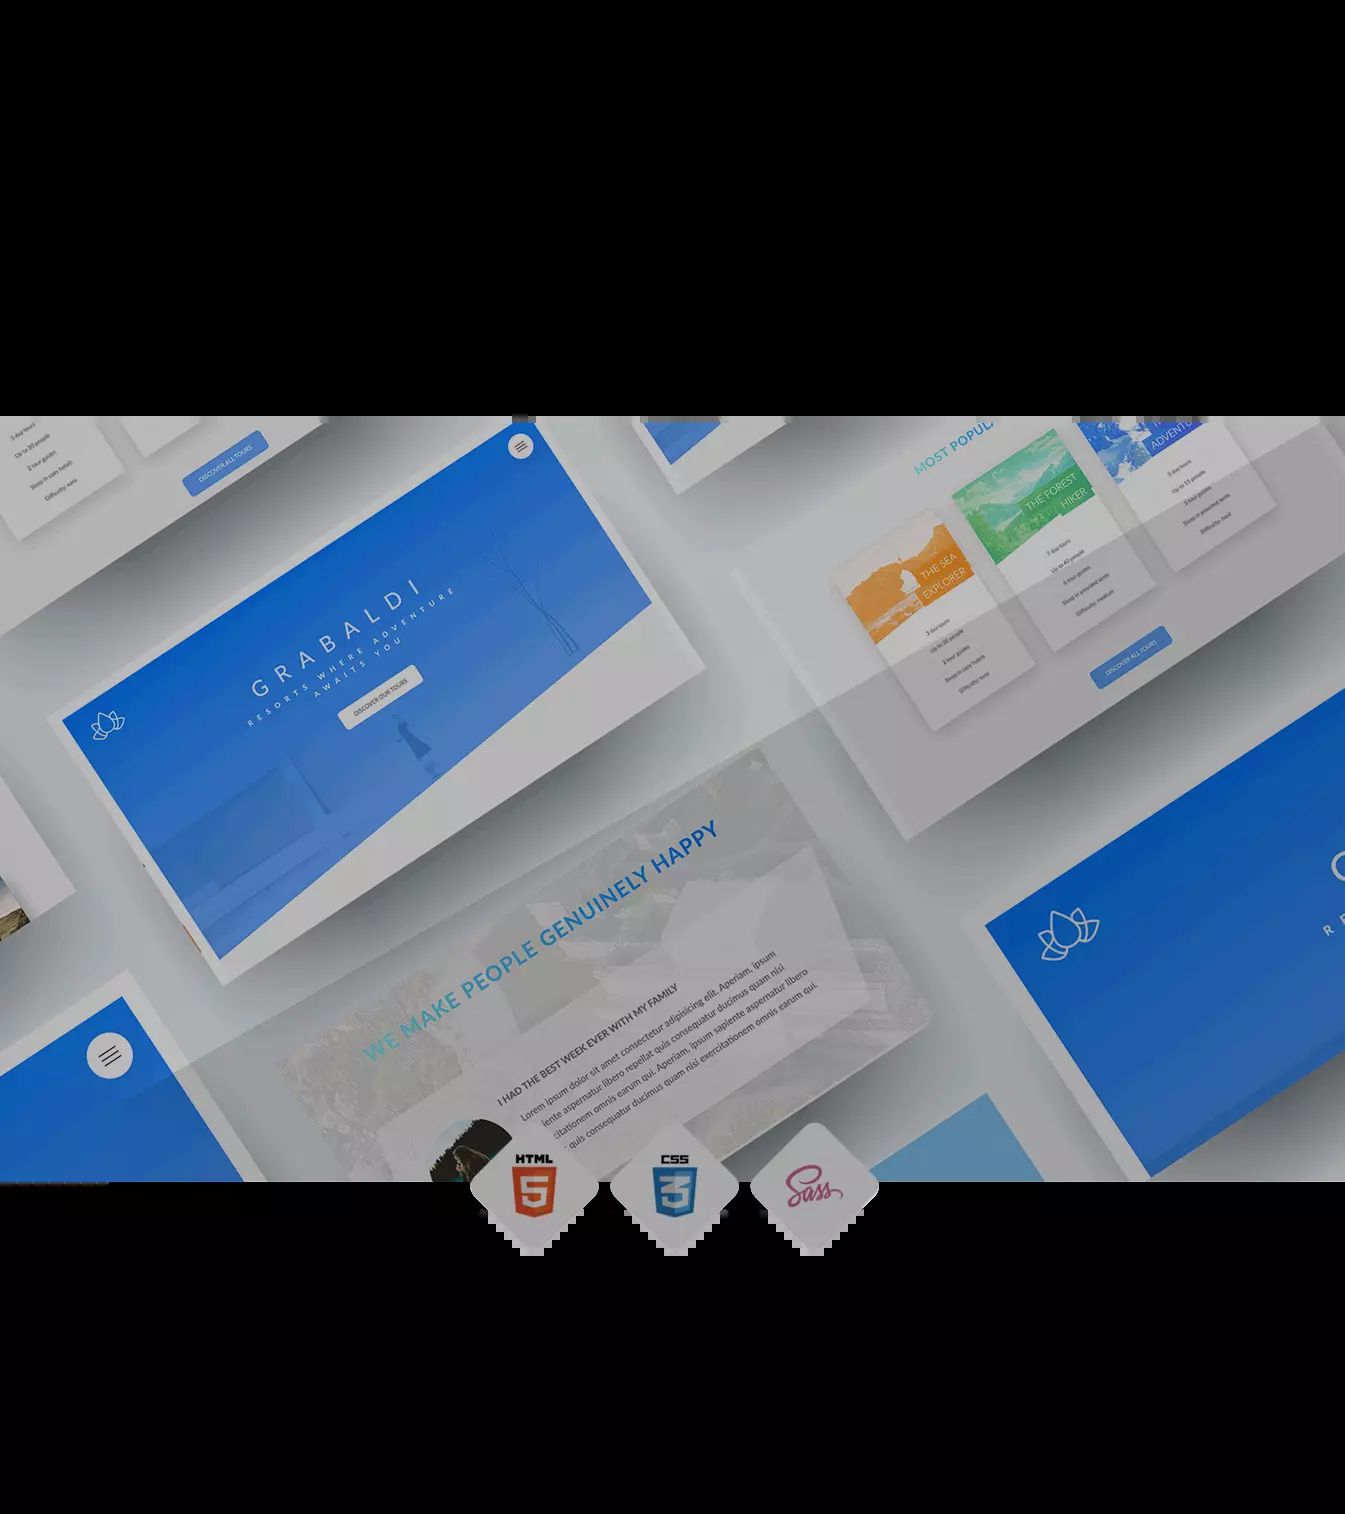 3 day tours
Up to 30 people
2 tour guides
Sleep in cozy hotels
Difficulty: easy
DISCOVER ALL TOURS
GRABALDI
RESORTS WHERE ADVENTURE
AWAITS YOU
DISCOVER OUR TOURS
MOST POPULA
THE SEA
EXPLORER
3 day tours
Up to 30 people
2 tour guides
Sleep in cozy hotels
Difficulty: easy
THE FOREST
HIKER
7 day tours
Up to 40 people
6 tour guides
Sleep in provided tents
Difficulty: medium
ADVENTU
5 day tours
Up to 15 people
3 tour guides
Sleep in provided tents
Difficulty: hard
DISCOVER ALL TOURS
WE MAKE PEOPLE GENUINELY HAPPY
I HAD THE BEST WEEK EVER WITH MY FAMILY
Lorem ipsum dolor sit amet consectetur adipisicing elit. Aperiam, ipsum
iente aspernatur libero repellat quis consequatur ducimus quam nisi
citationem omnis earum qui. Aperiam, ipsum sapiente aspernatur libero
quis consequatur ducimus quam nisi exercitationem omnis earum qui.
R E
HTML
5
CSS
3
Sass